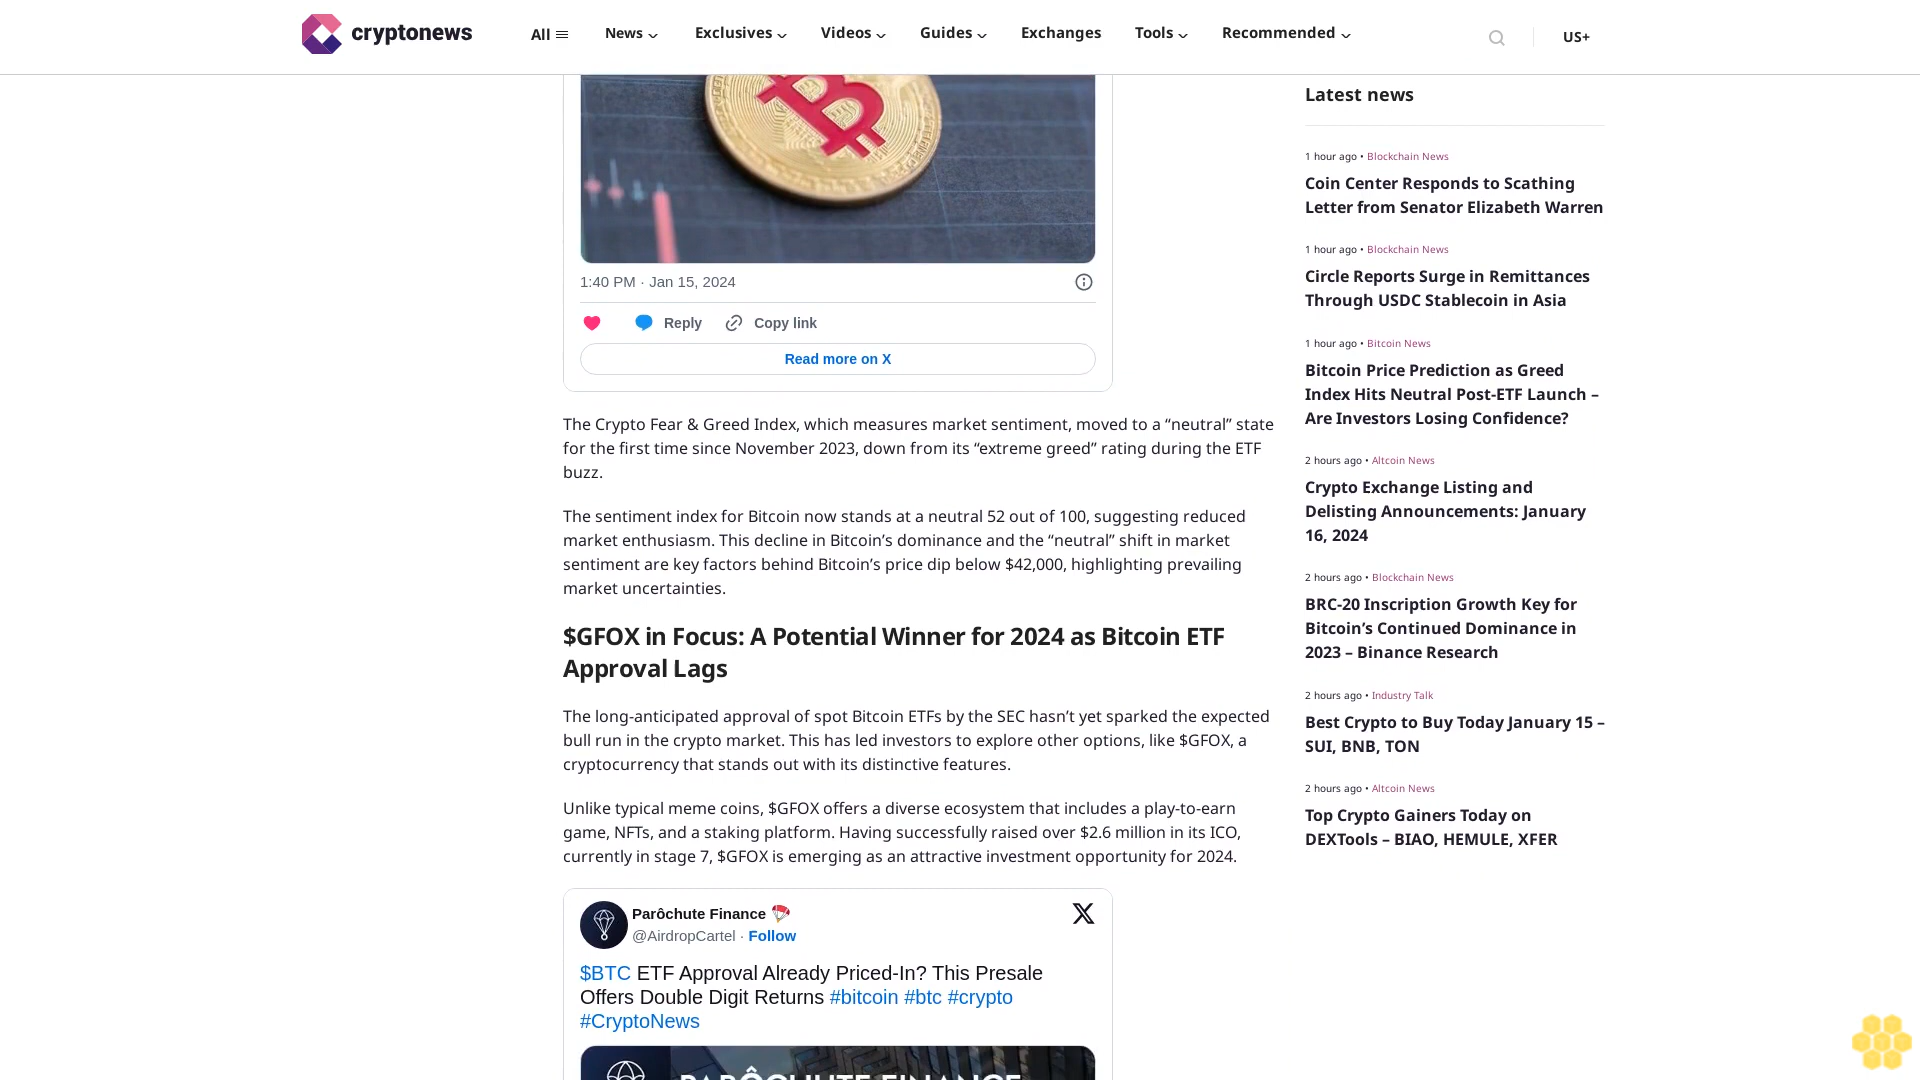 cryptonews
All
News
Exclusives
Videos
Guides
Exchanges
Tools
Recommended
US+
1:40 PM · Jan 15, 2024
Reply
Copy link
Read more on X
The Crypto Fear & Greed Index, which measures market sentiment, moved to a “neutral” state
for the first time since November 2023, down from its “extreme greed” rating during the ETF
buzz.
The sentiment index for Bitcoin now stands at a neutral 52 out of 100, suggesting reduced
market enthusiasm. This decline in Bitcoin’s dominance and the “neutral” shift in market
sentiment are key factors behind Bitcoin’s price dip below $42,000, highlighting prevailing
market uncertainties.
$GFOX in Focus: A Potential Winner for 2024 as Bitcoin ETF
Approval Lags
The long-anticipated approval of spot Bitcoin ETFs by the SEC hasn’t yet sparked the expected
bull run in the crypto market. This has led investors to explore other options, like $GFOX, a
cryptocurrency that stands out with its distinctive features.
Unlike typical meme coins, $GFOX offers a diverse ecosystem that includes a play-to-earn
game, NFTs, and a staking platform. Having successfully raised over $2.6 million in its ICO,
currently in stage 7, $GFOX is emerging as an attractive investment opportunity for 2024.
Parôchute Finance
@AirdropCartel · Follow
$BTC ETF Approval Already Priced-In? This Presale
Offers Double Digit Returns #bitcoin #btc #crypto
#CryptoNews
PARÔCHUTE FINANCE
Latest news
1 hour ago • Blockchain News
Coin Center Responds to Scathing
Letter from Senator Elizabeth Warren
1 hour ago • Blockchain News
Circle Reports Surge in Remittances
Through USDC Stablecoin in Asia
1 hour ago • Bitcoin News
Bitcoin Price Prediction as Greed
Index Hits Neutral Post-ETF Launch –
Are Investors Losing Confidence?
2 hours ago • Altcoin News
Crypto Exchange Listing and
Delisting Announcements: January
16, 2024
2 hours ago • Blockchain News
BRC-20 Inscription Growth Key for
Bitcoin’s Continued Dominance in
2023 – Binance Research
2 hours ago • Industry Talk
Best Crypto to Buy Today January 15 –
SUI, BNB, TON
2 hours ago • Altcoin News
Top Crypto Gainers Today on
DEXTools – BIAO, HEMULE, XFER